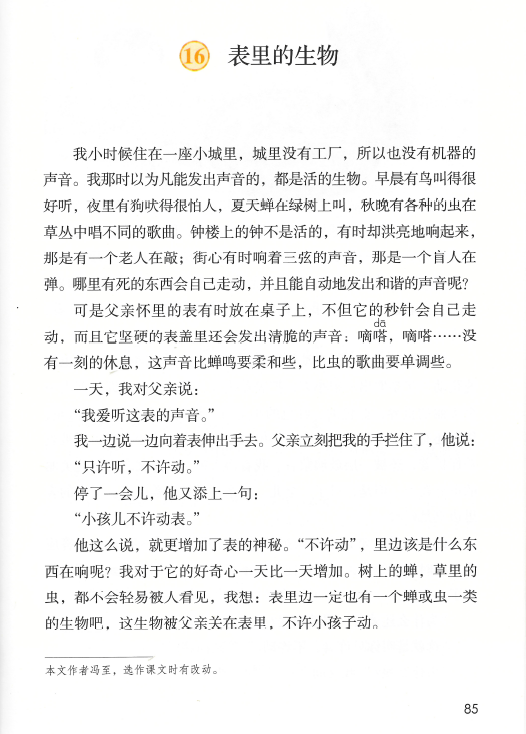 16 表里的生物
我小时候住在一座小城里，城里没有工厂，所以也没有机器的
声音。我那时以为凡能发出声音的，都是活的生物。早晨有鸟叫得很
好听，夜里有狗吠得很怕人，夏天蝉在绿树上叫，秋晚有各种的虫在
草丛中唱不同的歌曲。钟楼上的钟不是活的，有时却洪亮地响起来，
那是有一个老人在敲；街心有时响着三弦的声音，那是一个盲人在
弹。哪里有死的东西会自己走动，并且能自动地发出和谐的声音呢？
可是父亲怀里的表有时放在桌子上，不但它的秒针会自己走
dā
动，而且它坚硬的表盖里还会发出清脆的声音：嘀嗒，嘀嗒……没
有一刻的休息，这声音比蝉鸣要柔和些，比虫的歌曲要单调些。
一天，我对父亲说：
“我爱听这表的声音。”
我一边说一边向着表伸出手去。父亲立刻把我的手拦住了，他说：
“只许听，不许动。”
停了一会儿，他又添上一句：
“小孩儿不许动表。”
他这么说，就更增加了表的神秘。“不许动”，里边该是什么东
西在响呢？我对于它的好奇心一天比一天增加。树上的蝉，草里的
虫，都不会轻易被人看见，我想：表里边一定也有一个蝉或虫一类
的生物吧，这生物被父亲关在表里，不许小孩子动。
本文作者冯至，选作课文时有改动。
85